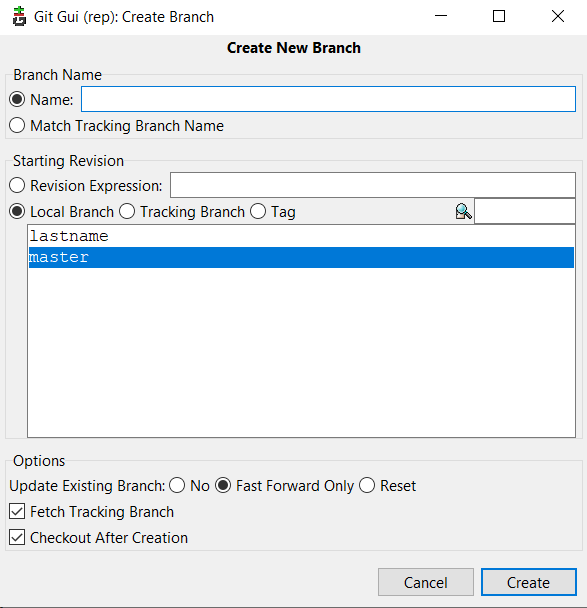 Git Gui (rep): Create Branch
Create New Branch
Branch Name
Name:
Match Tracking Branch Name
Starting Revision
Revision Expression:
Local Branch Tracking Branch Tag
lastname
master
Options
Update Existing Branch: No Fast Forward Only Reset
Fetch Tracking Branch
Checkout After Creation
Cancel Create